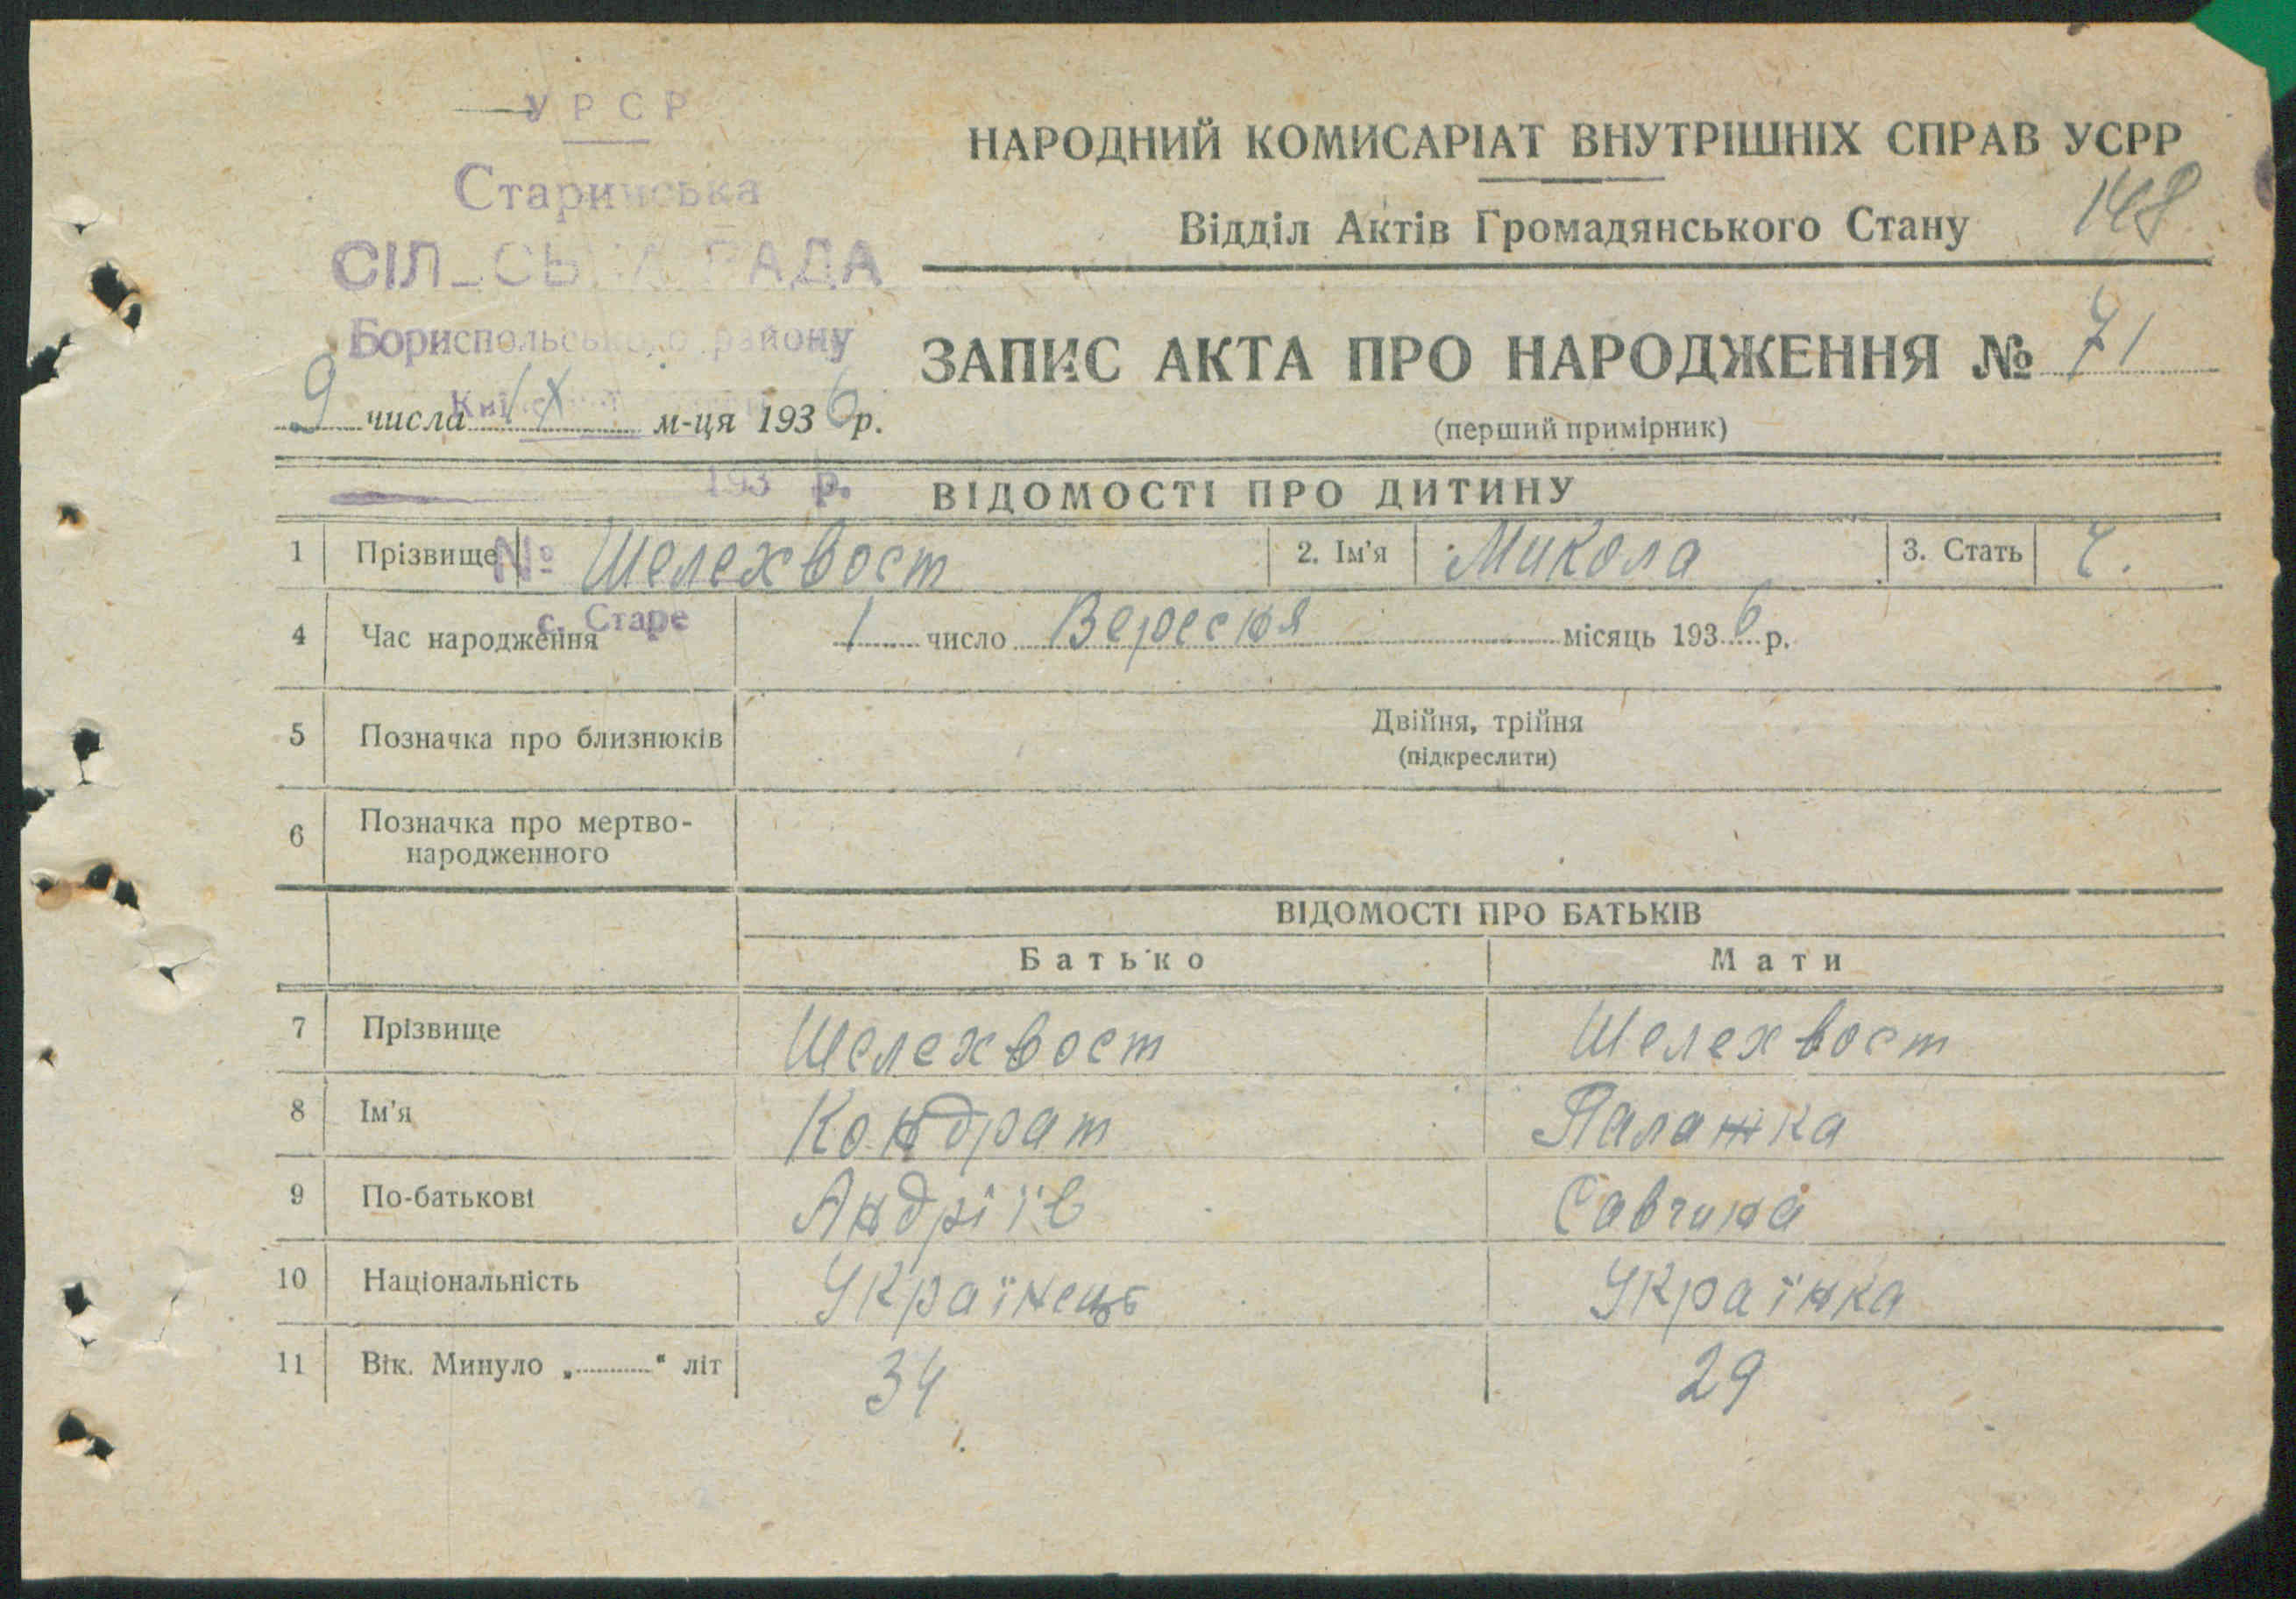 УРСР
Старинська
СІЛЬСЬКА РАДА
Бориспольського району
193 р.
№
с. Старе
НАРОДНИЙ КОМИСАРІАТ ВНУТРІШНІХ СПРАВ УСРР
Відділ Актів Громадянського Стану
148
ЗАПИС АКТА ПРО НАРОДЖЕННЯ № 71
(перший примірник)
9 числа IX м-ця 1936 р.
ВІДОМОСТІ ПРО ДИТИНУ
1 Прізвище Шелехвост 2. Ім'я Микола 3. Стать Ч.
4 Час народження 1 число Вересня місяць 1936 р.
5 Позначка про близнюків Двійня, трійня
(підкреслити)
6 Позначка про мертво-
народженного
ВІДОМОСТІ ПРО БАТЬКІВ
Батько Мати
7 Прізвище Шелехвост Шелехвост
8 Ім'я Кондрат Палажка
9 По-батькові Андріїв Савчина
10 Національність Українець Українка
11 Вік. Минуло „..........“ літ 34 29